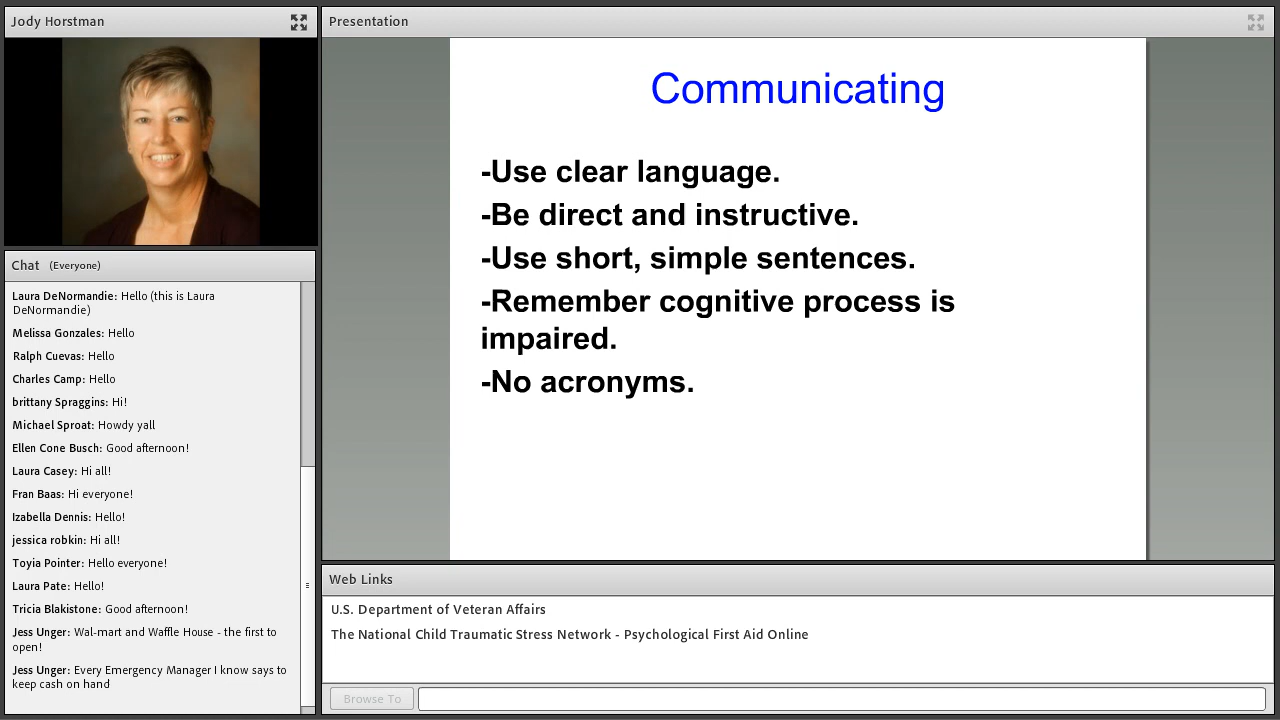 Jody Horstman
Chat (Everyone)
Laura DeNormandie: Hello (this is Laura
DeNormandie)
Melissa Gonzales: Hello
Ralph Cuevas: Hello
Charles Camp: Hello
brittany Spraggins: Hi!
Michael Sproat: Howdy yall
Ellen Cone Busch: Good afternoon!
Laura Casey: Hi all!
Fran Baas: Hi everyone!
Izabella Dennis: Hello!
jessica robkin: Hi all!
Toyia Pointer: Hello everyone!
Laura Pate: Hello!
Tricia Blakistone: Good afternoon!
Jess Unger: Wal-mart and Waffle House - the first to
open!
Jess Unger: Every Emergency Manager I know says to
keep cash on hand
Presentation
Communicating
-Use clear language.
-Be direct and instructive.
-Use short, simple sentences.
-Remember cognitive process is
impaired.
-No acronyms.
Web Links
U.S. Department of Veteran Affairs
The National Child Traumatic Stress Network - Psychological First Aid Online
Browse To